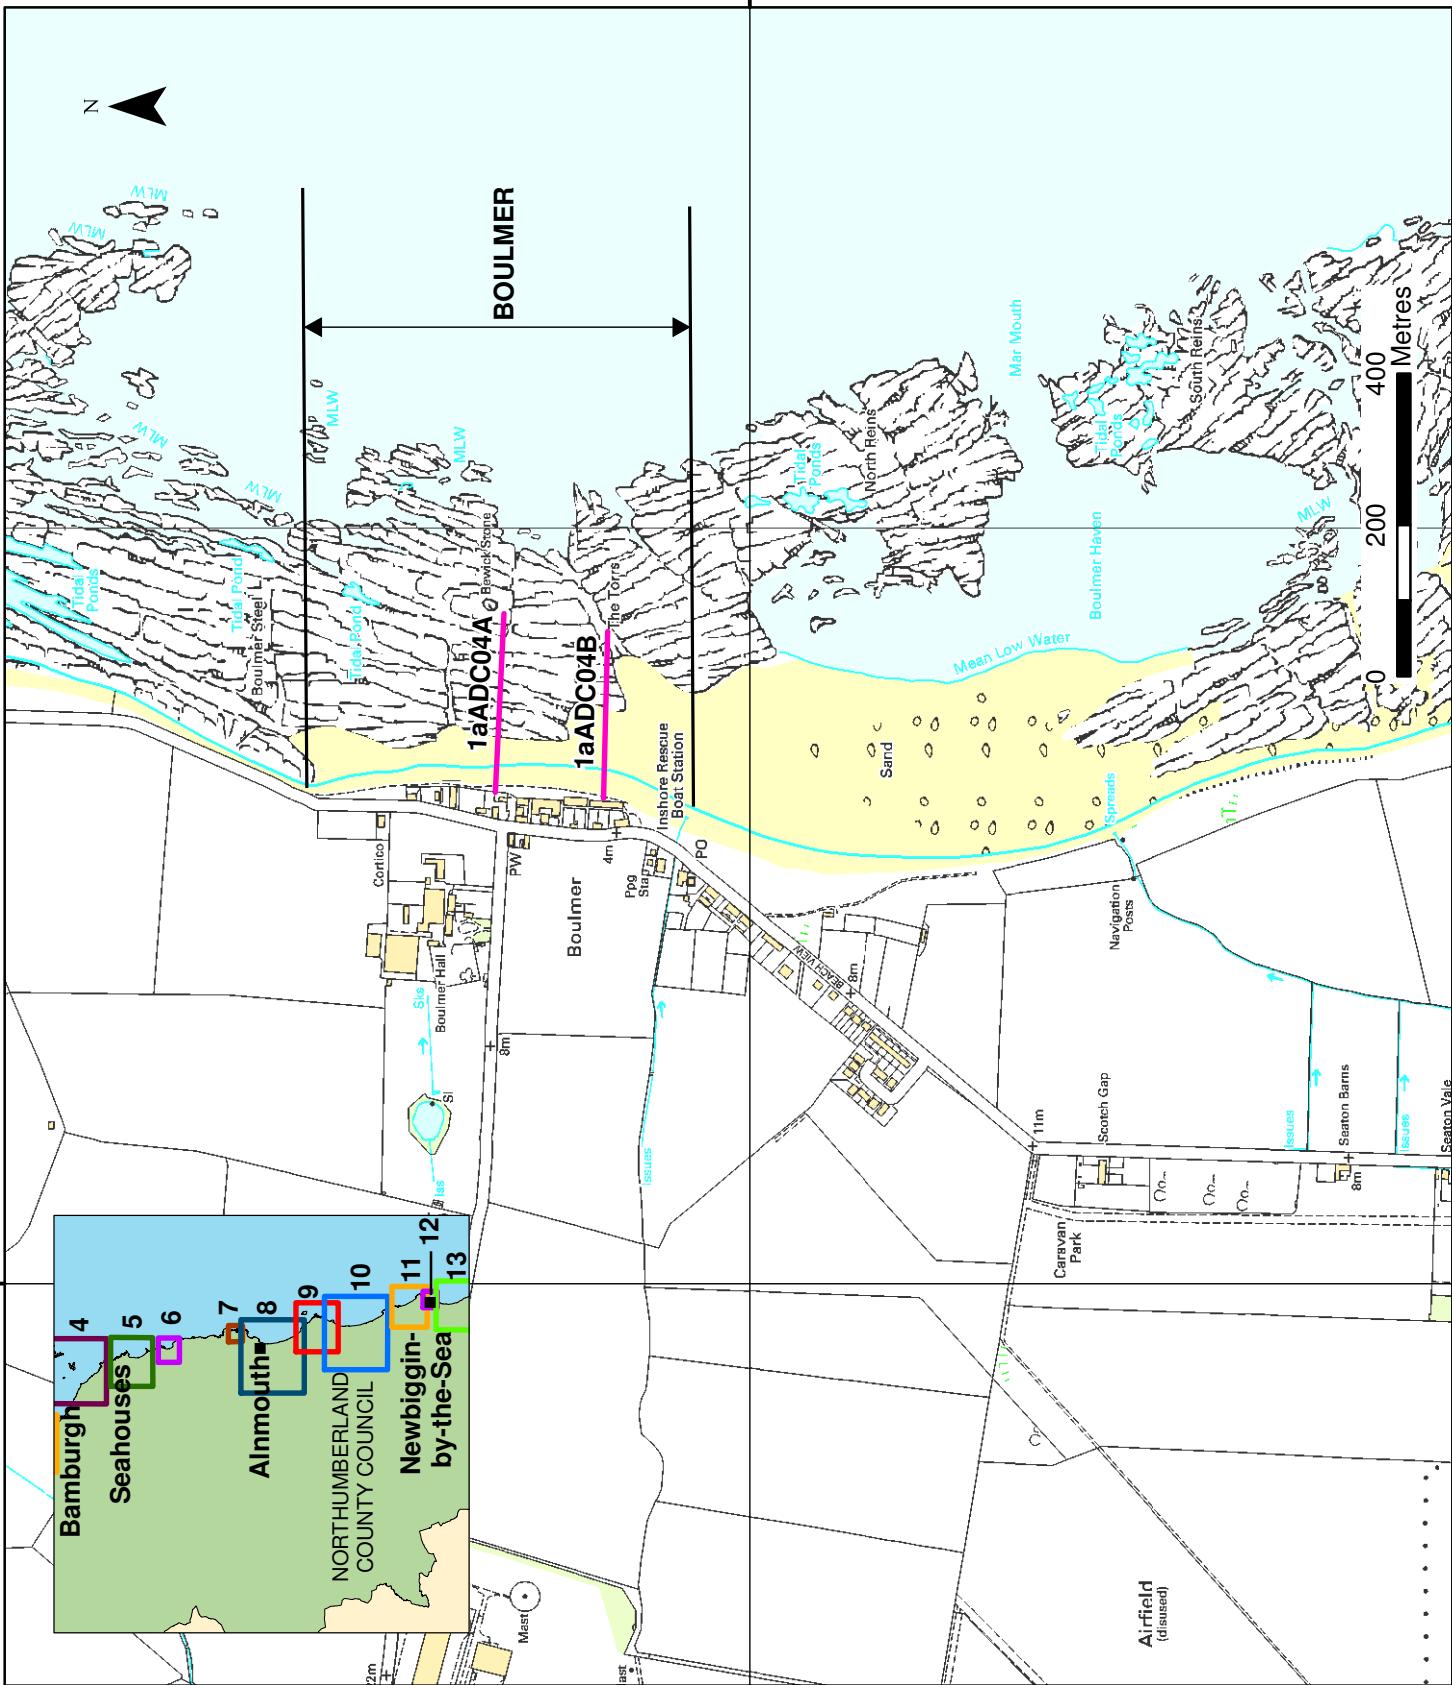 N
Bamburgh
Seahouses
Alnmouth
NORTHUMBERLAND
COUNTY COUNCIL
Newbiggin-
by-the-Sea
4
5
6
7
8
9
10
11
12
13
BOULMER
1aADC04A
1aADC04B
Tidal
Ponds
Boulmer Steel
Tidal Pond
Tidal Pond
MLW
MLW
MLW
MLW
MLW
MLW
Bewick Stone
The Torrs
Cortico
Boulmer Hall
PW
Boulmer
4m
Ppg
Sta
Inshore Rescue
Boat Station
PO
BEACH VIEW
8m
8m
Sks
Sl
Iss
Issues
Sand
Mean Low Water
Boulmer Haven
Mar Mouth
North Reins
Tidal
Ponds
South Reins
Tidal
Ponds
MLW
Spreads
Navigation
Posts
Scotch Gap
11m
Caravan
Park
Issues
Seaton Barns
8m
Issues
Seaton Vale
Airfield
(disused)
Mast
22m
ast
0
200
400
Metres